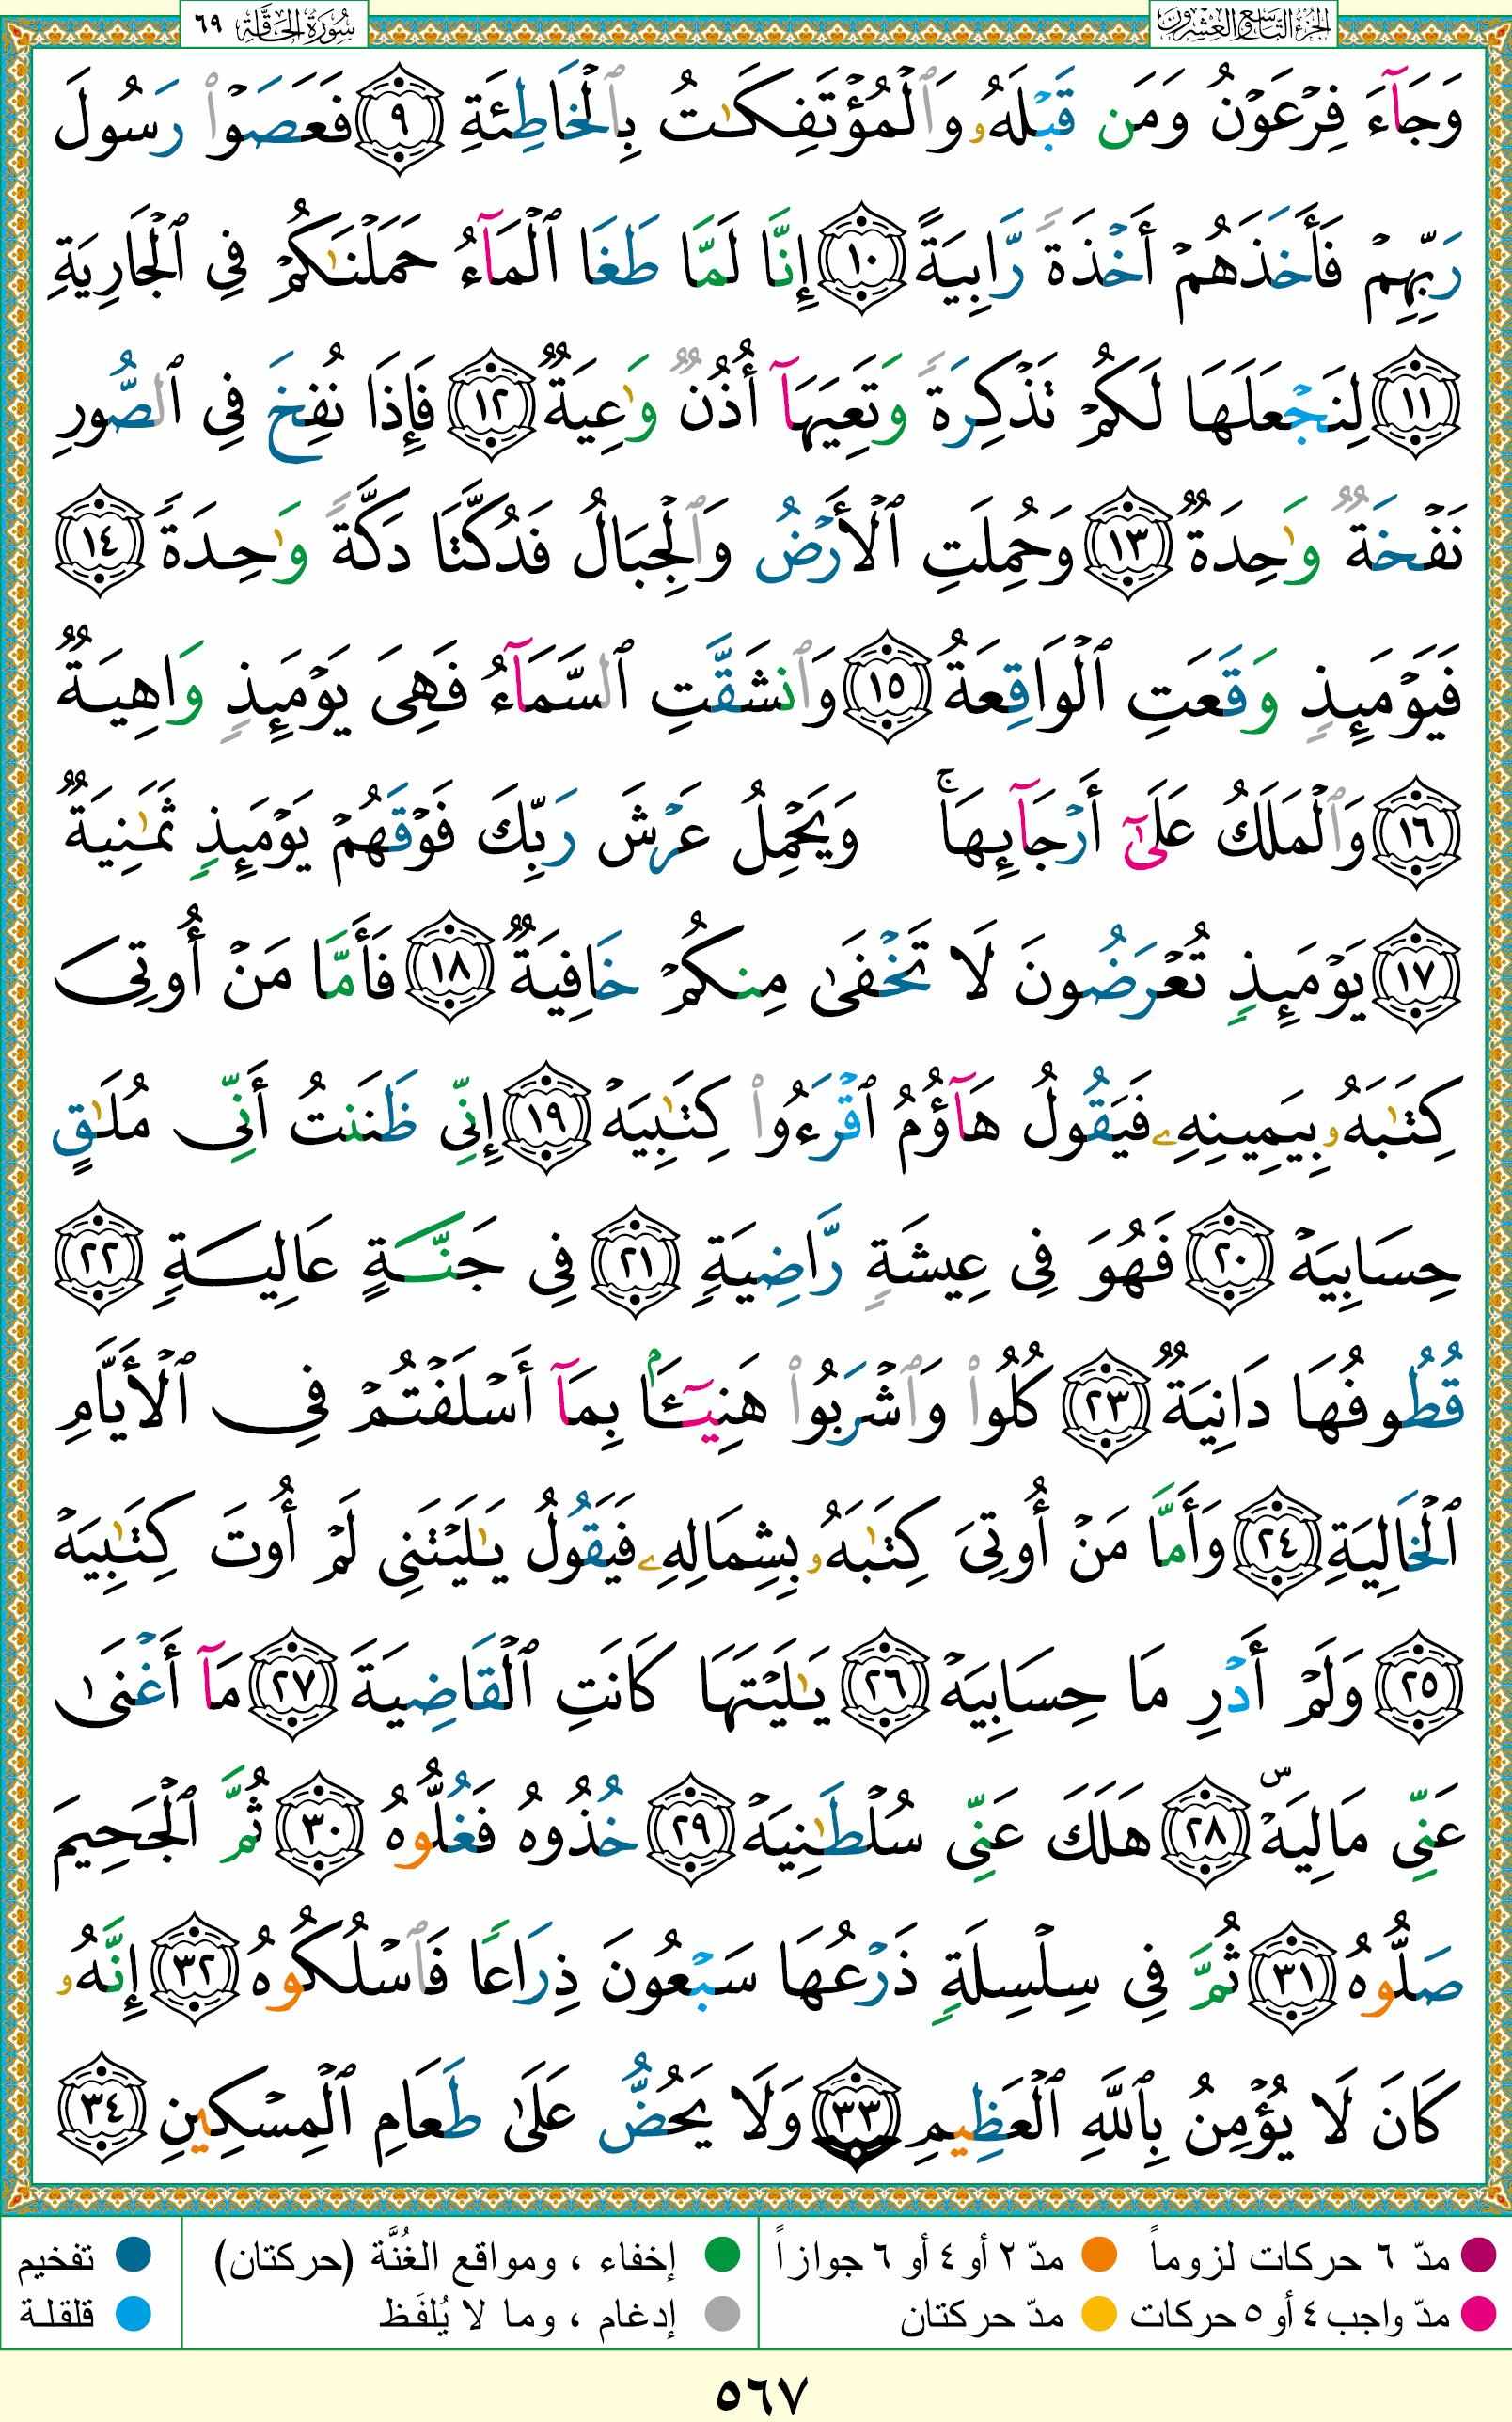 الجزء التاسع والعشرون
سورة الحاقة ٦٩
وَجَآءَ فِرْعَوْنُ وَمَن قَبْلَهُۥ وَٱلْمُؤْتَفِكَـٰتُ بِٱلْخَاطِئَةِ ٩ فَعَصَوْا۟ رَسُولَ
رَبِّهِمْ فَأَخَذَهُمْ أَخْذَةً رَّابِيَةً ١٠ إِنَّا لَمَّا طَغَا ٱلْمَآءُ حَمَلْنَـٰكُمْ فِى ٱلْجَارِيَةِ
١١ لِنَجْعَلَهَا لَكُمْ تَذْكِرَةً وَتَعِيَهَآ أُذُنٌ وَٰعِيَةٌ ١٢ فَإِذَا نُفِخَ فِى ٱلصُّورِ
نَفْخَةٌ وَٰحِدَةٌ ١٣ وَحُمِلَتِ ٱلْأَرْضُ وَٱلْجِبَالُ فَدُكَّتَا دَكَّةً وَٰحِدَةً ١٤
فَيَوْمَئِذٍ وَقَعَتِ ٱلْوَاقِعَةُ ١٥ وَٱنشَقَّتِ ٱلسَّمَآءُ فَهِىَ يَوْمَئِذٍ وَاهِيَةٌ
١٦ وَٱلْمَلَكُ عَلَىٰٓ أَرْجَآئِهَا ۚ وَيَحْمِلُ عَرْشَ رَبِّكَ فَوْقَهُمْ يَوْمَئِذٍ ثَمَـٰنِيَةٌ
١٧ يَوْمَئِذٍ تُعْرَضُونَ لَا تَخْفَىٰ مِنكُمْ خَافِيَةٌ ١٨ فَأَمَّا مَنْ أُوتِىَ
كِتَـٰبَهُۥ بِيَمِينِهِۦ فَيَقُولُ هَآؤُمُ ٱقْرَءُوا۟ كِتَـٰبِيَهْ ١٩ إِنِّى ظَنَنتُ أَنِّى مُلَـٰقٍ
حِسَابِيَهْ ٢٠ فَهُوَ فِى عِيشَةٍ رَّاضِيَةٍ ٢١ فِى جَنَّةٍ عَالِيَةٍ ٢٢
قُطُوفُهَا دَانِيَةٌ ٢٣ كُلُوا۟ وَٱشْرَبُوا۟ هَنِيٓـًٔۢا بِمَآ أَسْلَفْتُمْ فِى ٱلْأَيَّامِ
ٱلْخَالِيَةِ ٢٤ وَأَمَّا مَنْ أُوتِىَ كِتَـٰبَهُۥ بِشِمَالِهِۦ فَيَقُولُ يَـٰلَيْتَنِى لَمْ أُوتَ كِتَـٰبِيَهْ
٢٥ وَلَمْ أَدْرِ مَا حِسَابِيَهْ ٢٦ يَـٰلَيْتَهَا كَانَتِ ٱلْقَاضِيَةَ ٢٧ مَآ أَغْنَىٰ
عَنِّى مَالِيَهْ ۜ ٢٨ هَلَكَ عَنِّى سُلْطَـٰنِيَهْ ٢٩ خُذُوهُ فَغُلُّوهُ ٣٠ ثُمَّ ٱلْجَحِيمَ
صَلُّوهُ ٣١ ثُمَّ فِى سِلْسِلَةٍ ذَرْعُهَا سَبْعُونَ ذِرَاعًا فَٱسْلُكُوهُ ٣٢ إِنَّهُۥ
كَانَ لَا يُؤْمِنُ بِٱللَّهِ ٱلْعَظِيمِ ٣٣ وَلَا يَحُضُّ عَلَىٰ طَعَامِ ٱلْمِسْكِينِ ٣٤
مدّ ٦ حركات لزوماً مدّ ٢ أو ٤ أو ٦ جوازاً إخفاء ، ومواقع الغُنَّة (حركتان) تفخيم
مدّ واجب ٤ أو ٥ حركات مدّ حركتان إدغام ، وما لا يُلفَظ قلقلة
٥٦٧